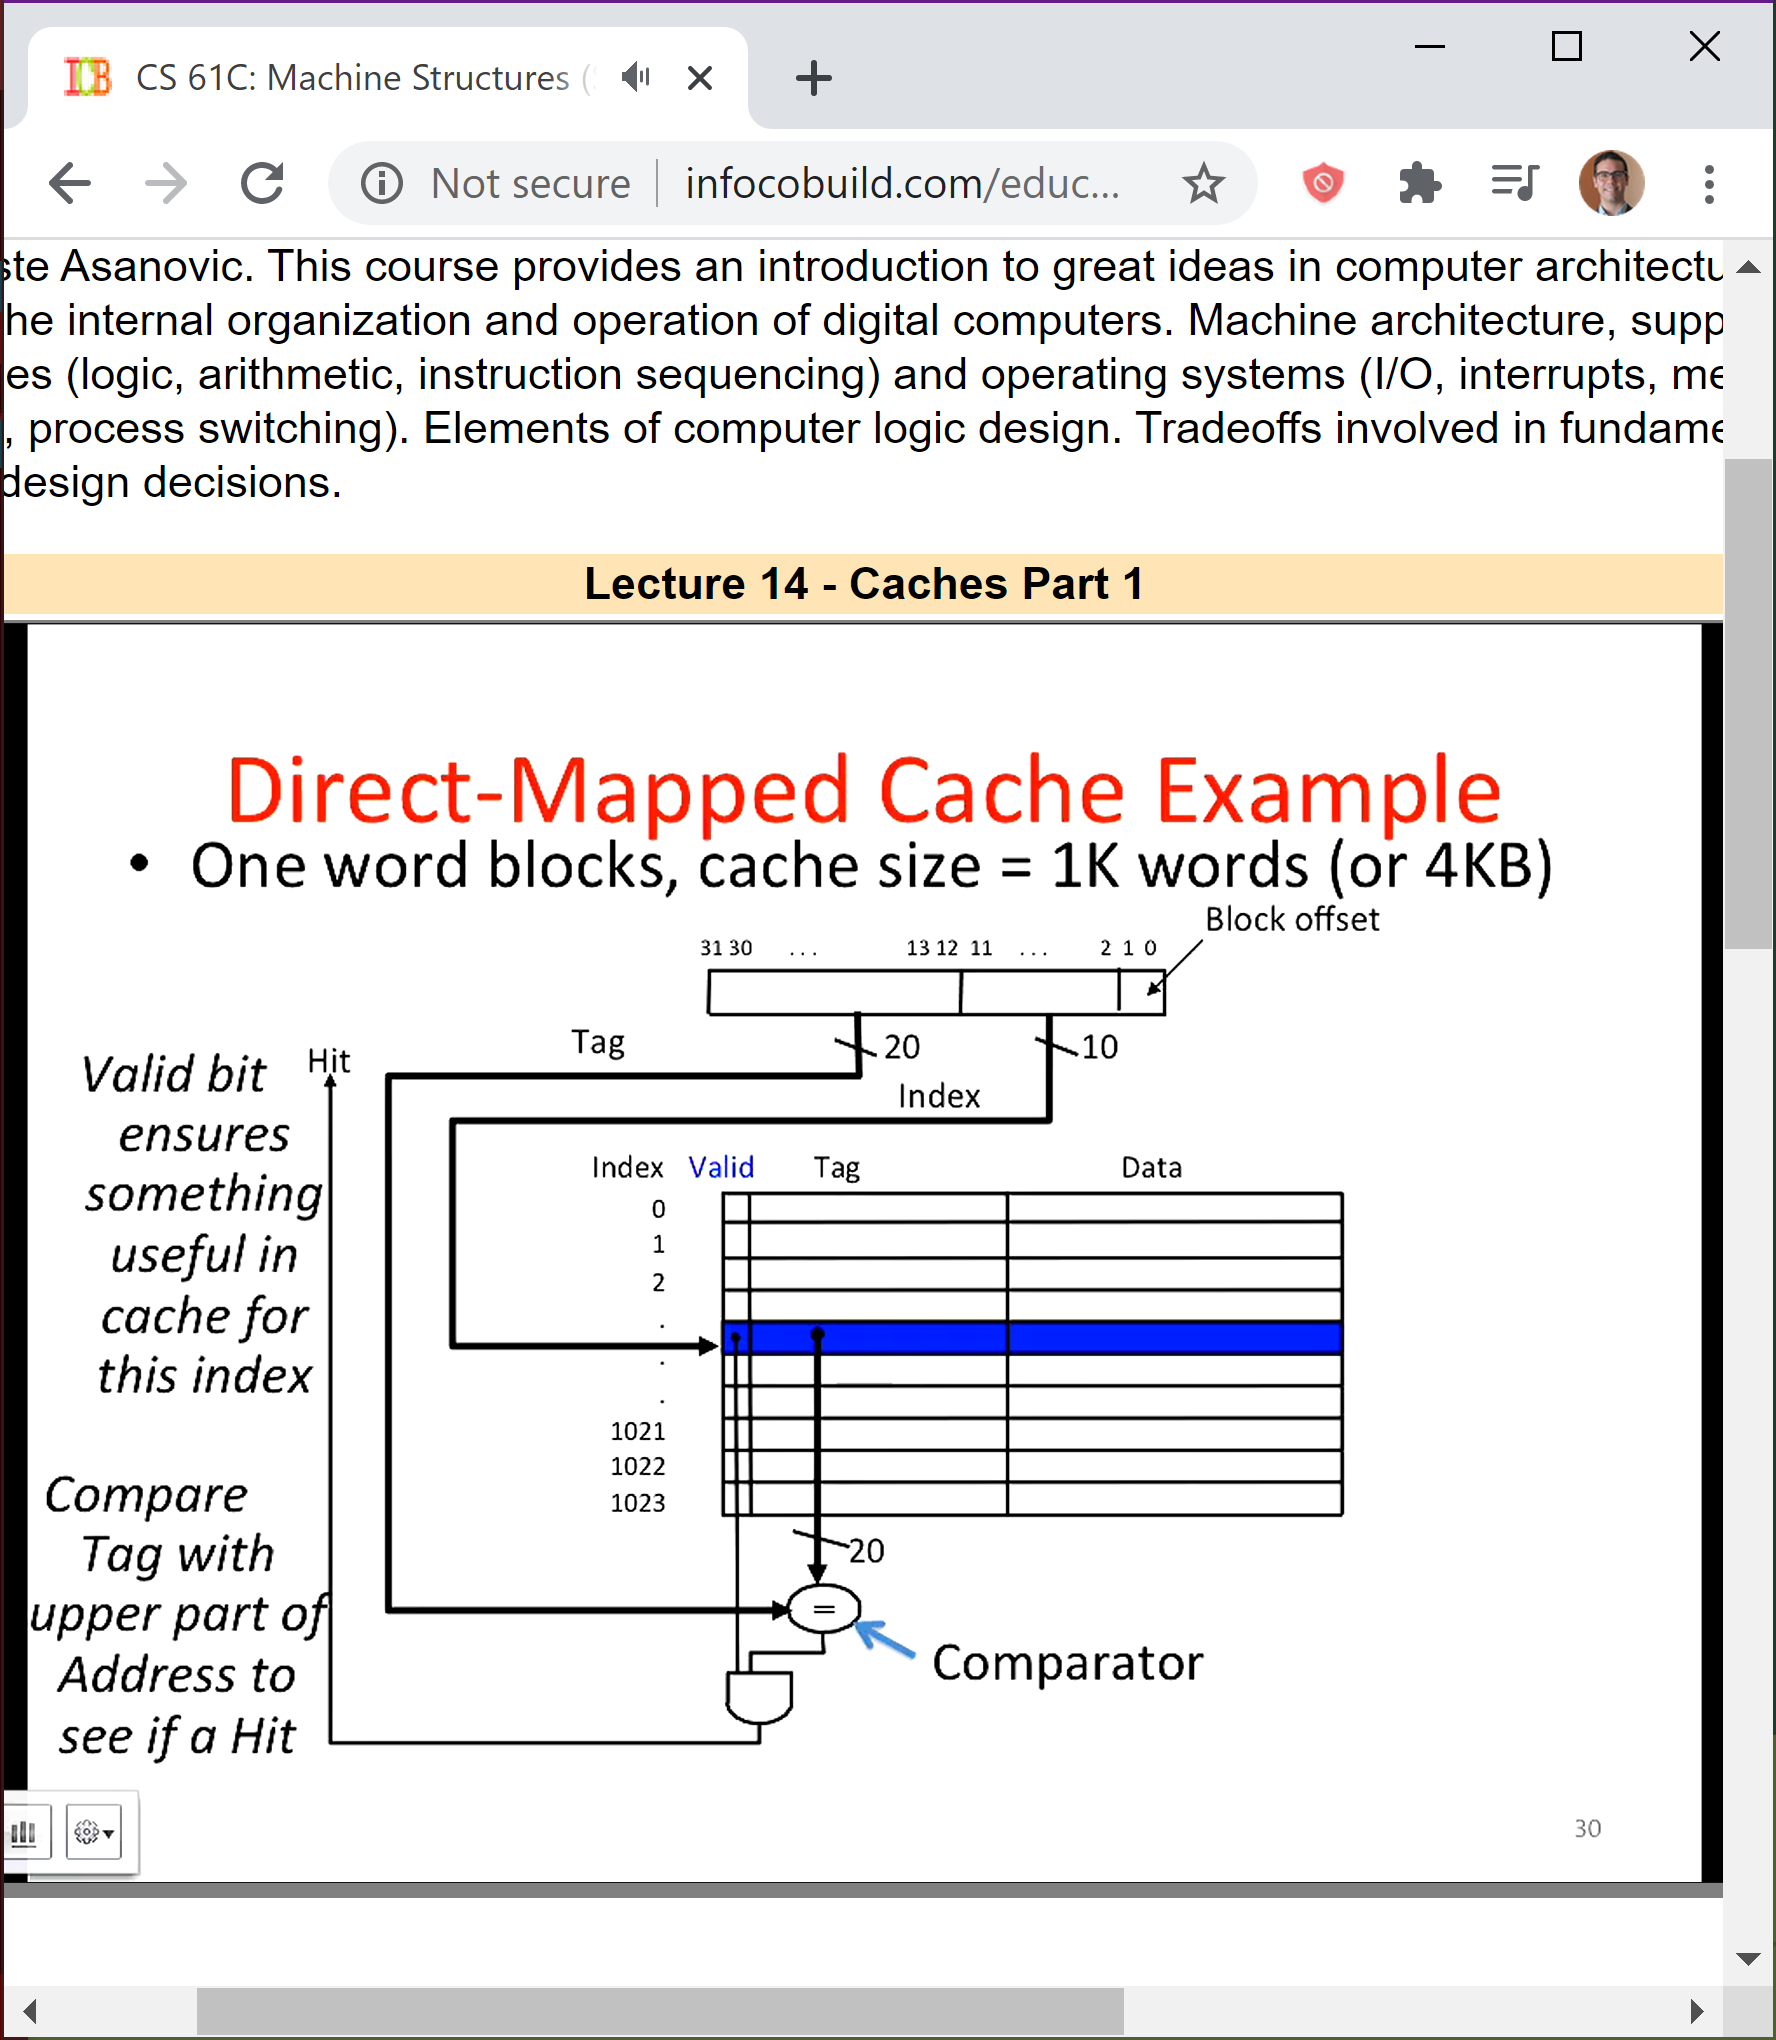 CS 61C: Machine Structures (
Not secure
infocobuild.com/educ...
ste Asanovic. This course provides an introduction to great ideas in computer architectu
he internal organization and operation of digital computers. Machine architecture, supp
es (logic, arithmetic, instruction sequencing) and operating systems (I/O, interrupts, me
, process switching). Elements of computer logic design. Tradeoffs involved in fundame
design decisions.
Lecture 14 - Caches Part 1
Direct-Mapped Cache Example
• One word blocks, cache size = 1K words (or 4KB)
Block offset
31 30 ... 13 12 11 ... 2 1 0
Tag
20
10
Index
Hit
Valid bit
ensures
something
useful in
cache for
this index
Index Valid Tag Data
0
1
2
.
.
.
1021
1022
1023
20
=
Comparator
Compare
Tag with
upper part of
Address to
see if a Hit
30